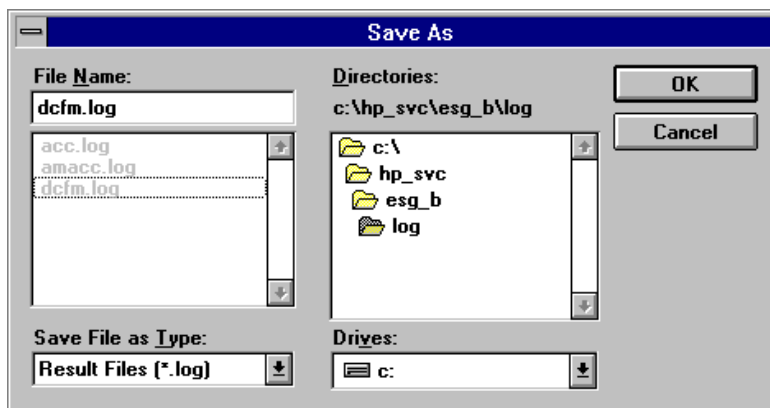 Save As
File Name:
dcfm.log
acc.log
amacc.log
dcfm.log
Save File as Type:
Result Files (*.log)
Directories:
c:\hp_svc\esg_b\log
c:\
hp_svc
esg_b
log
Drives:
c:
OK
Cancel